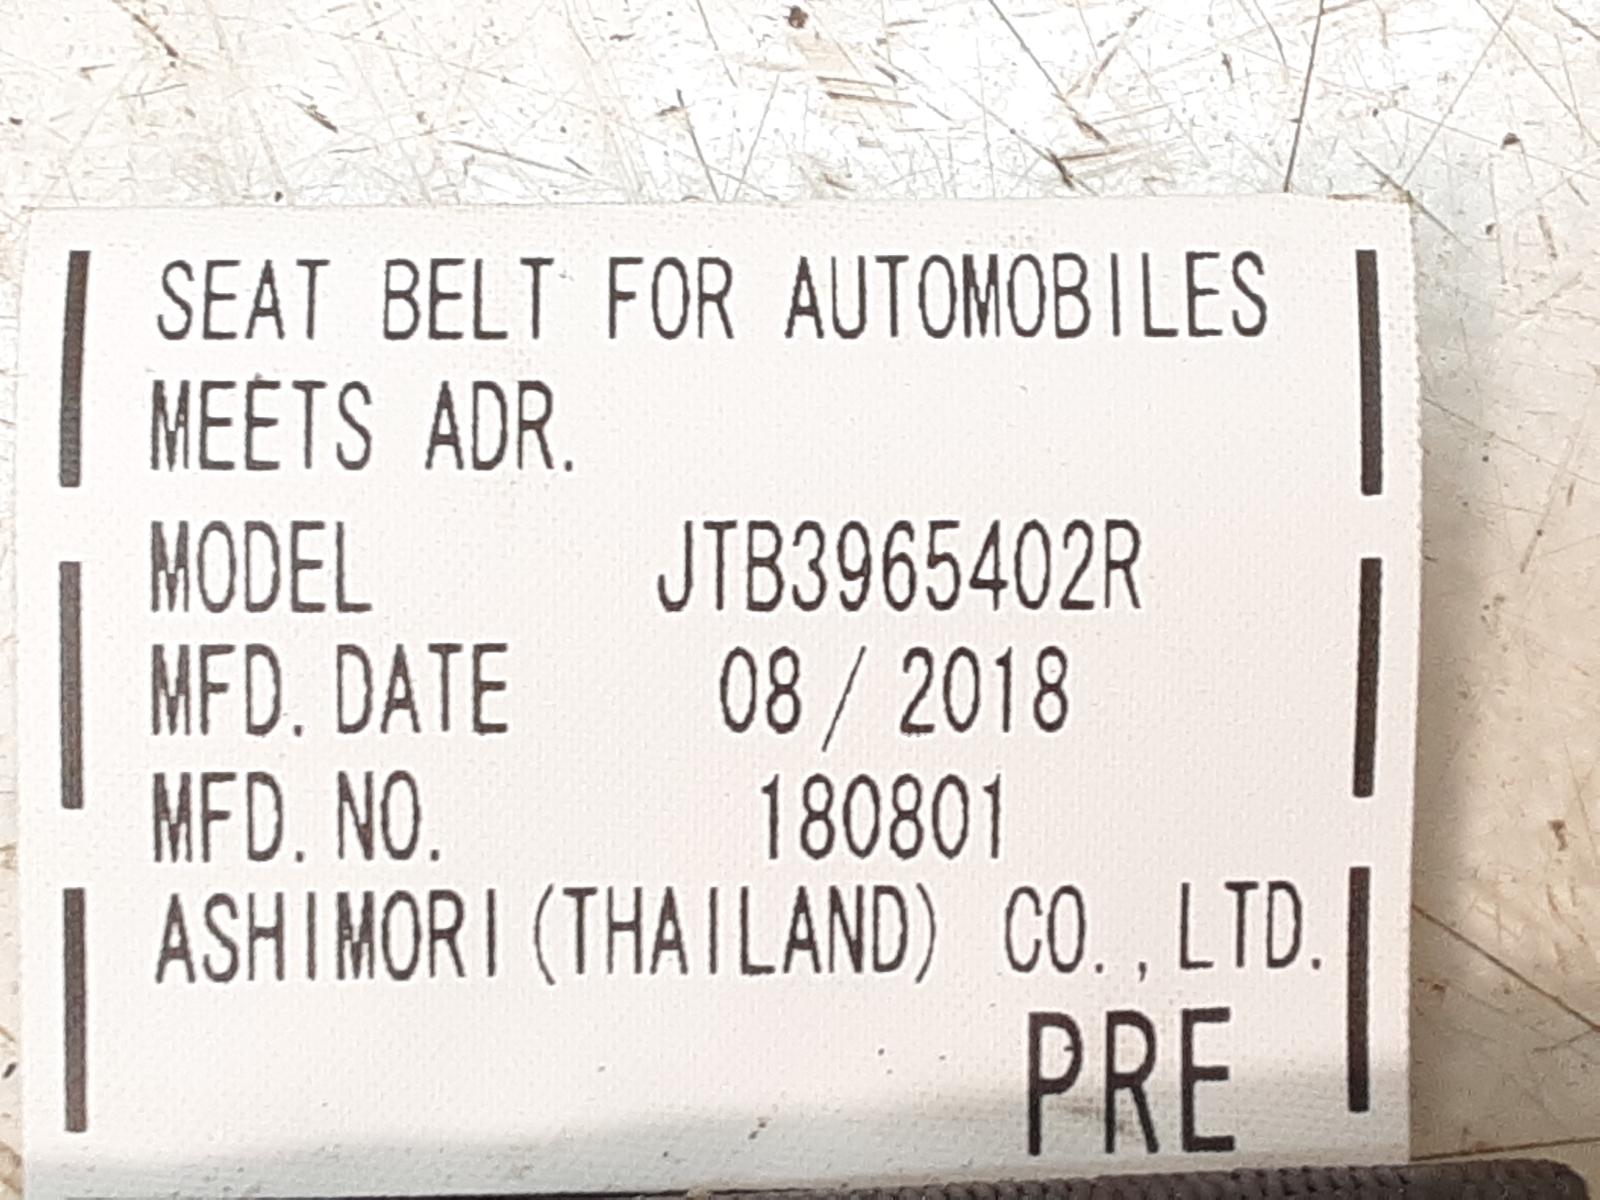 SEAT BELT FOR AUTOMOBILES
MEETS ADR.
MODEL JTB3965402R
MFD. DATE 08 / 2018
MFD. NO. 180801
ASHIMORI (THAILAND) CO., LTD.
PRE